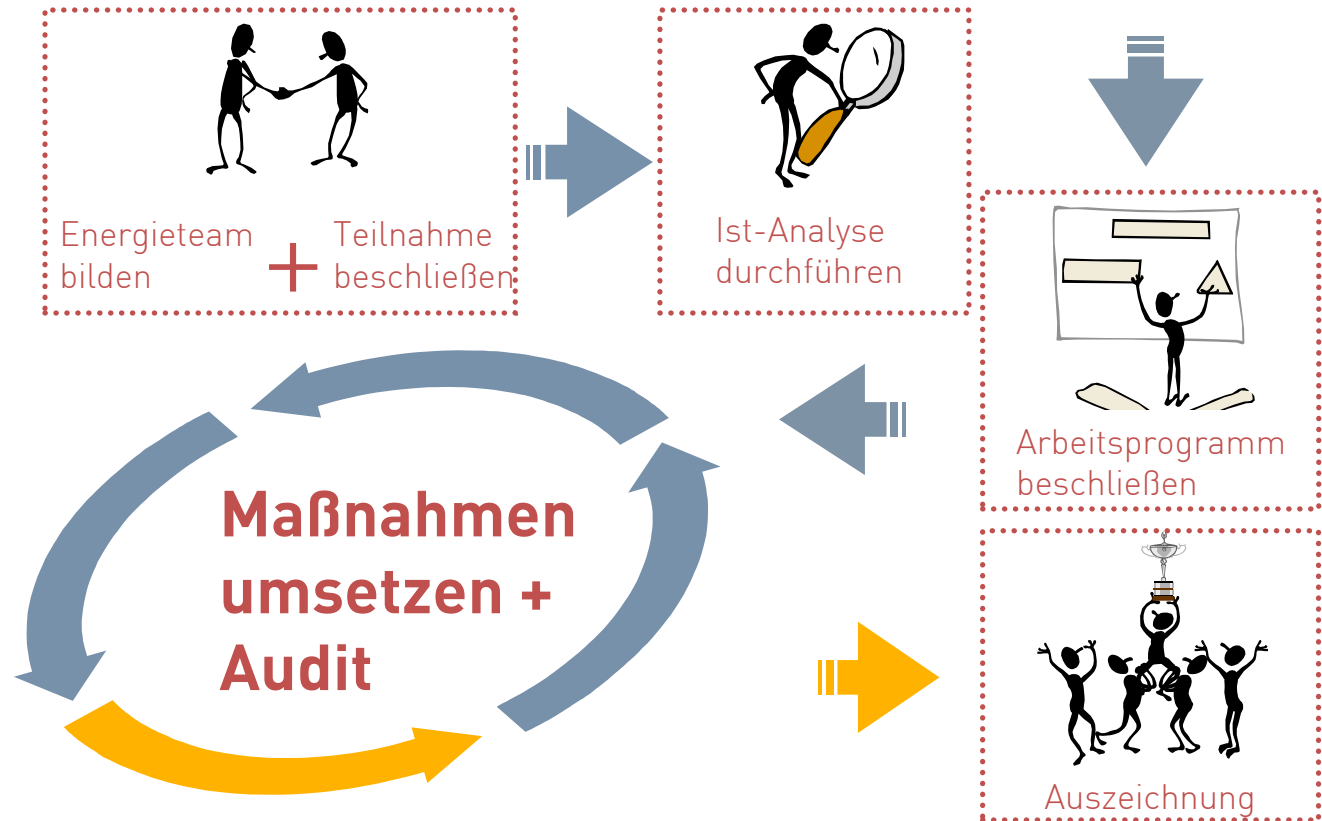 Energieteam
bilden
+
Teilnahme
beschließen
Ist-Analyse
durchführen
Arbeitsprogramm
beschließen
Maßnahmen
umsetzen +
Audit
Auszeichnung